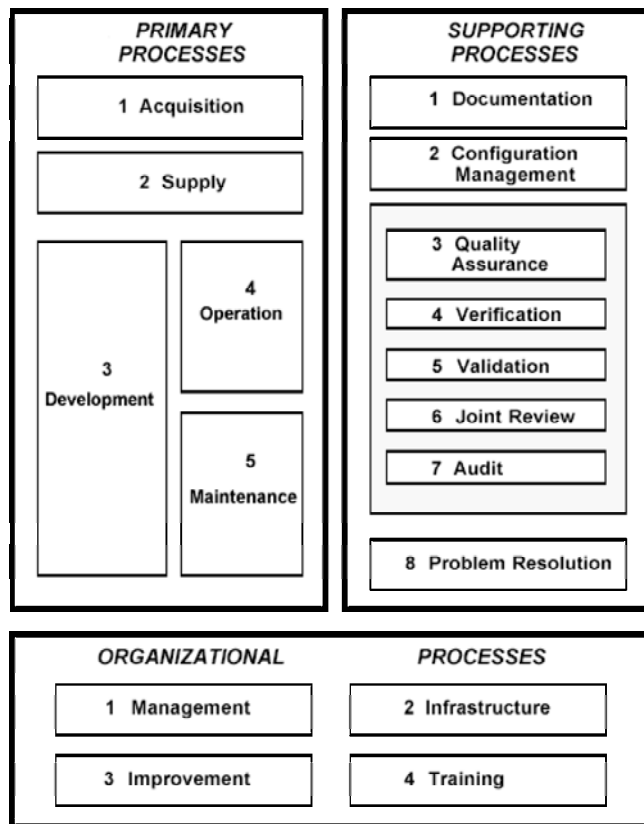 PRIMARY
PROCESSES
1 Acquisition
2 Supply
3
Development
4
Operation
5
Maintenance
SUPPORTING
PROCESSES
1 Documentation
2 Configuration
Management
3 Quality
Assurance
4 Verification
5 Validation
6 Joint Review
7 Audit
8 Problem Resolution
ORGANIZATIONAL PROCESSES
1 Management
2 Infrastructure
3 Improvement
4 Training